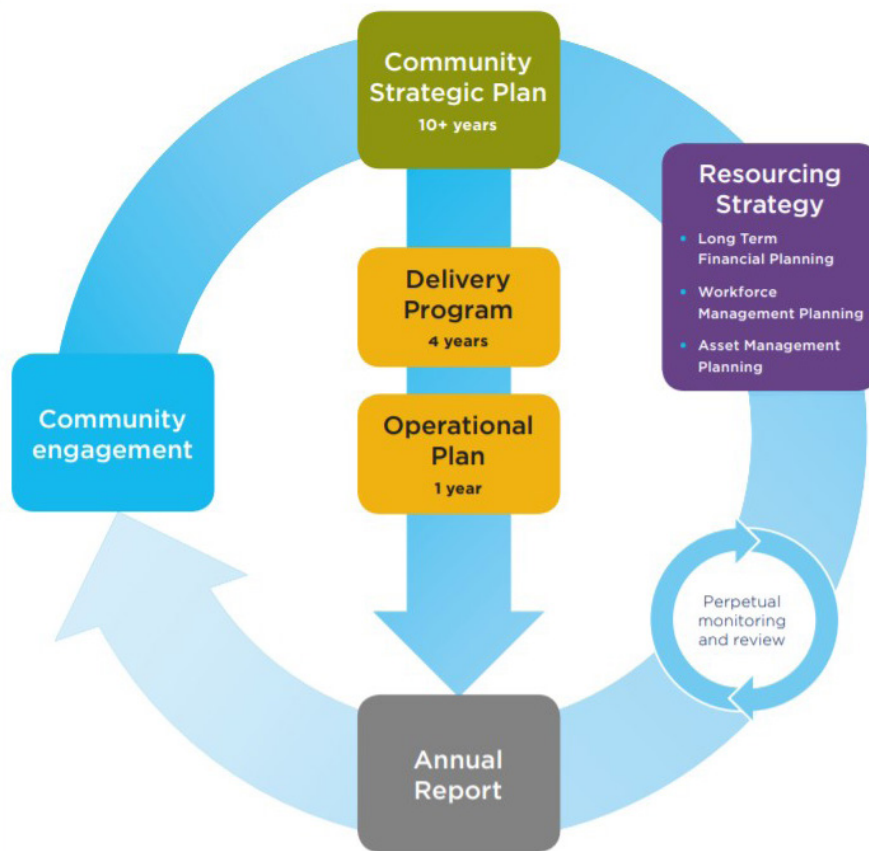 Community
Strategic Plan
10+ years
Resourcing
Strategy
▪ Long Term
Financial Planning
▪ Workforce
Management Planning
▪ Asset Management
Planning
Delivery
Program
4 years
Community
engagement
Operational
Plan
1 year
Perpetual
monitoring
and review
Annual
Report